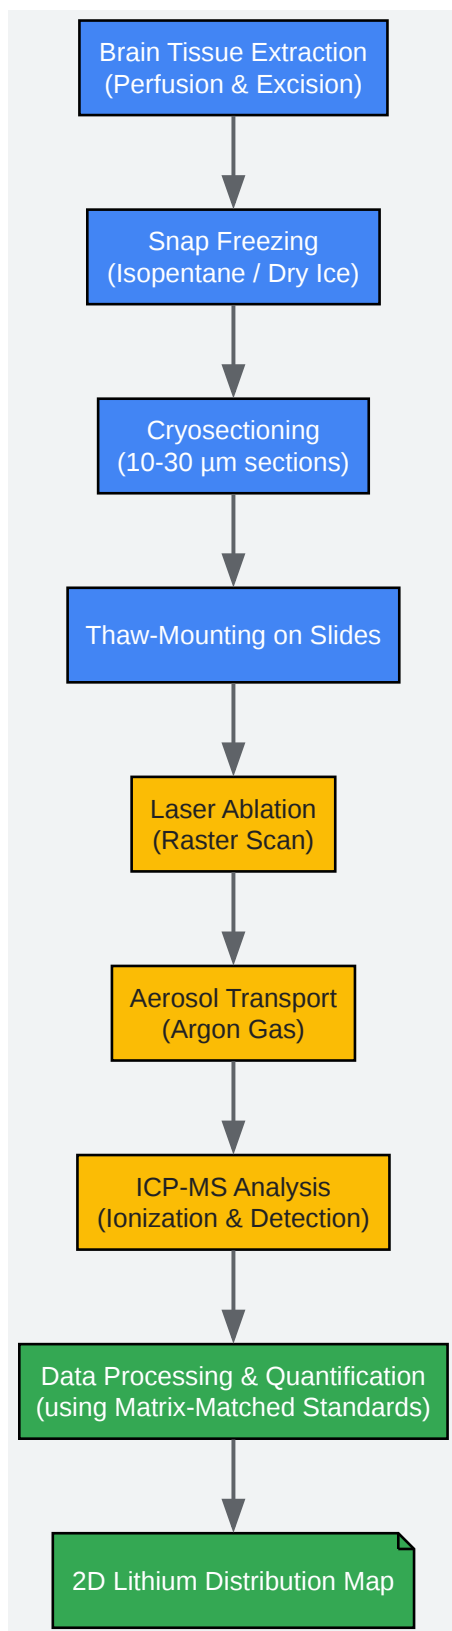 Brain Tissue Extraction
(Perfusion & Excision)
Snap Freezing
(Isopentane / Dry Ice)
Cryosectioning
(10-30 µm sections)
Thaw-Mounting on Slides
Laser Ablation
(Raster Scan)
Aerosol Transport
(Argon Gas)
ICP-MS Analysis
(Ionization & Detection)
Data Processing & Quantification
(using Matrix-Matched Standards)
2D Lithium Distribution Map